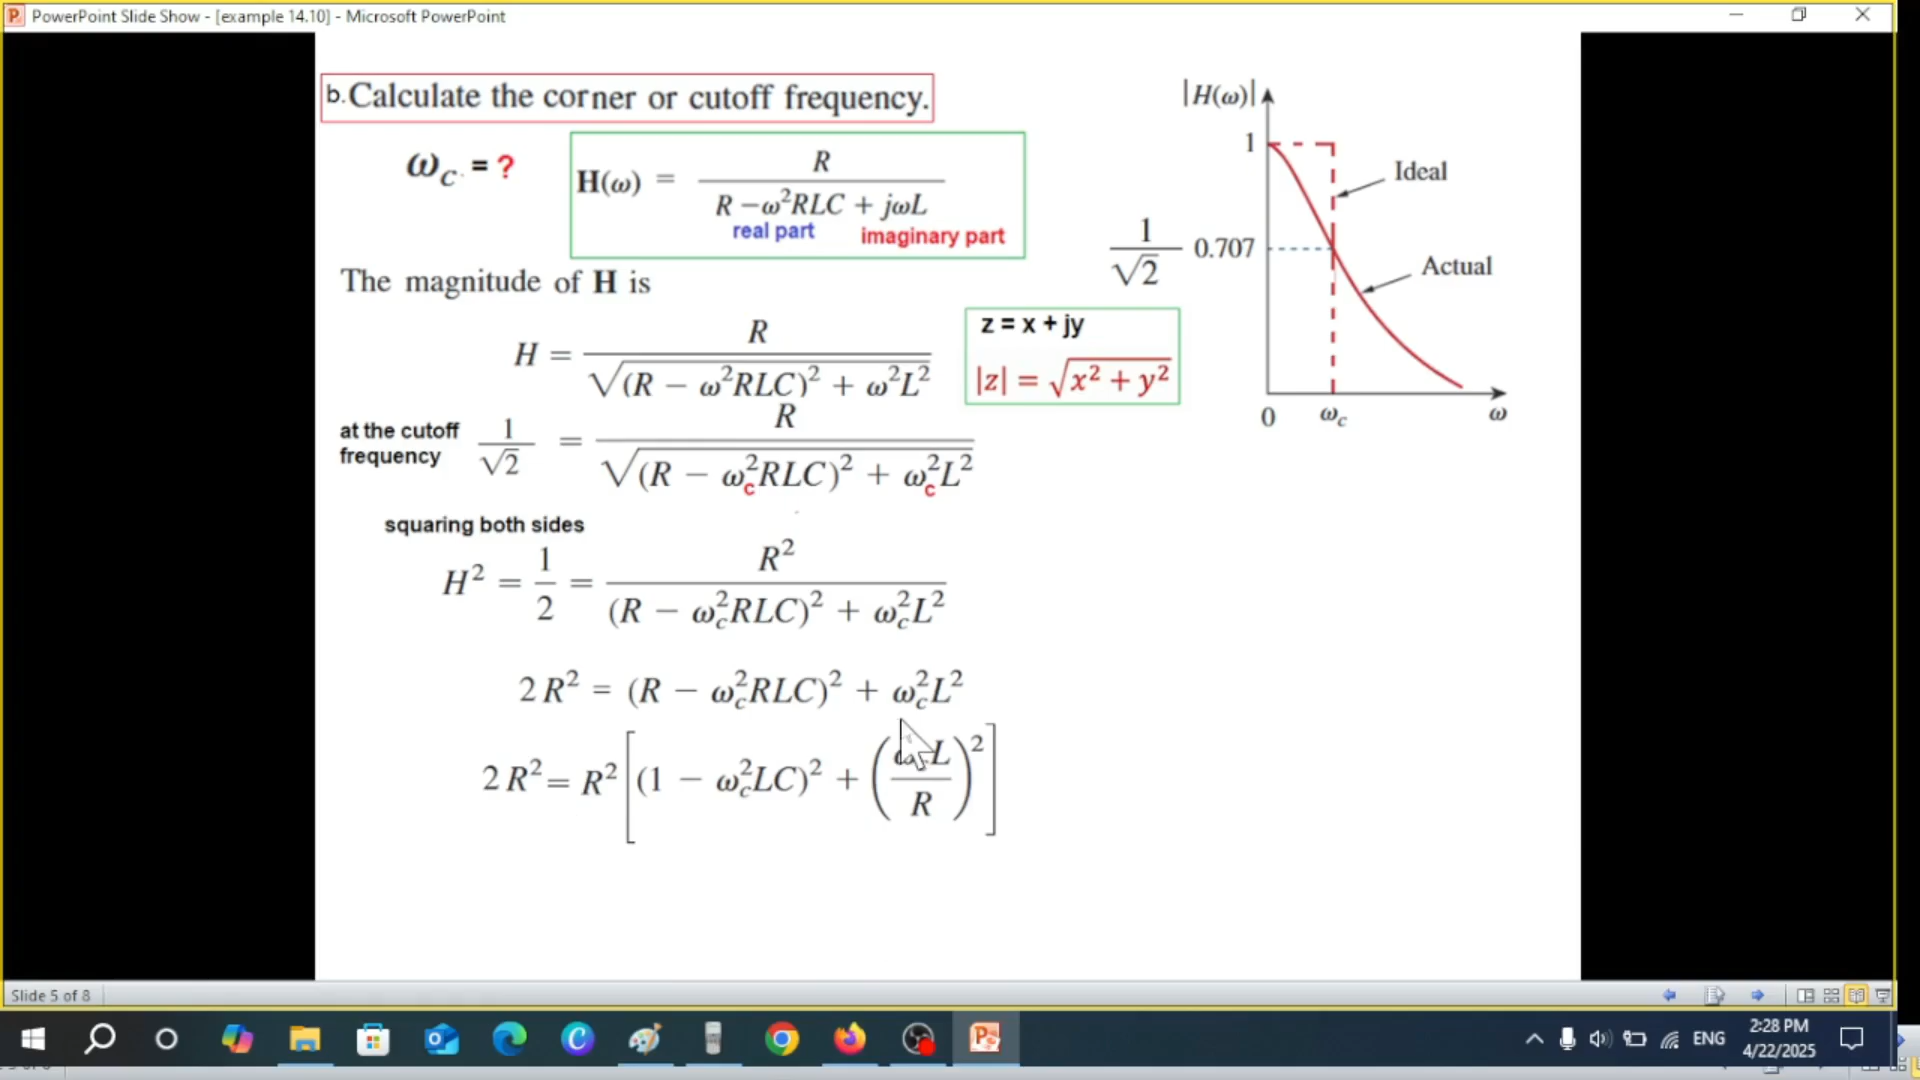 PowerPoint Slide Show - [example 14.10] - Microsoft PowerPoint
b. Calculate the corner or cutoff frequency.
ω_c = ?
H(ω) = R / (R − ω²RLC + jωL)
real part imaginary part
The magnitude of H is
H = R / √((R − ω²RLC)² + ω²L²)
z = x + jy
|z| = √(x² + y²)
at the cutoff
frequency
1/√2 = R / √((R − ω_c²RLC)² + ω_c²L²)
squaring both sides
H² = 1/2 = R² / ((R − ω_c²RLC)² + ω_c²L²)
2 R² = (R − ω_c²RLC)² + ω_c²L²
2 R² = R² [(1 − ω_c²LC)² + ( L / R)²]
|H(ω)|
1
Ideal
1/√2 0.707
Actual
0 ω_c ω
Slide 5 of 8
ENG
2:28 PM
4/22/2025